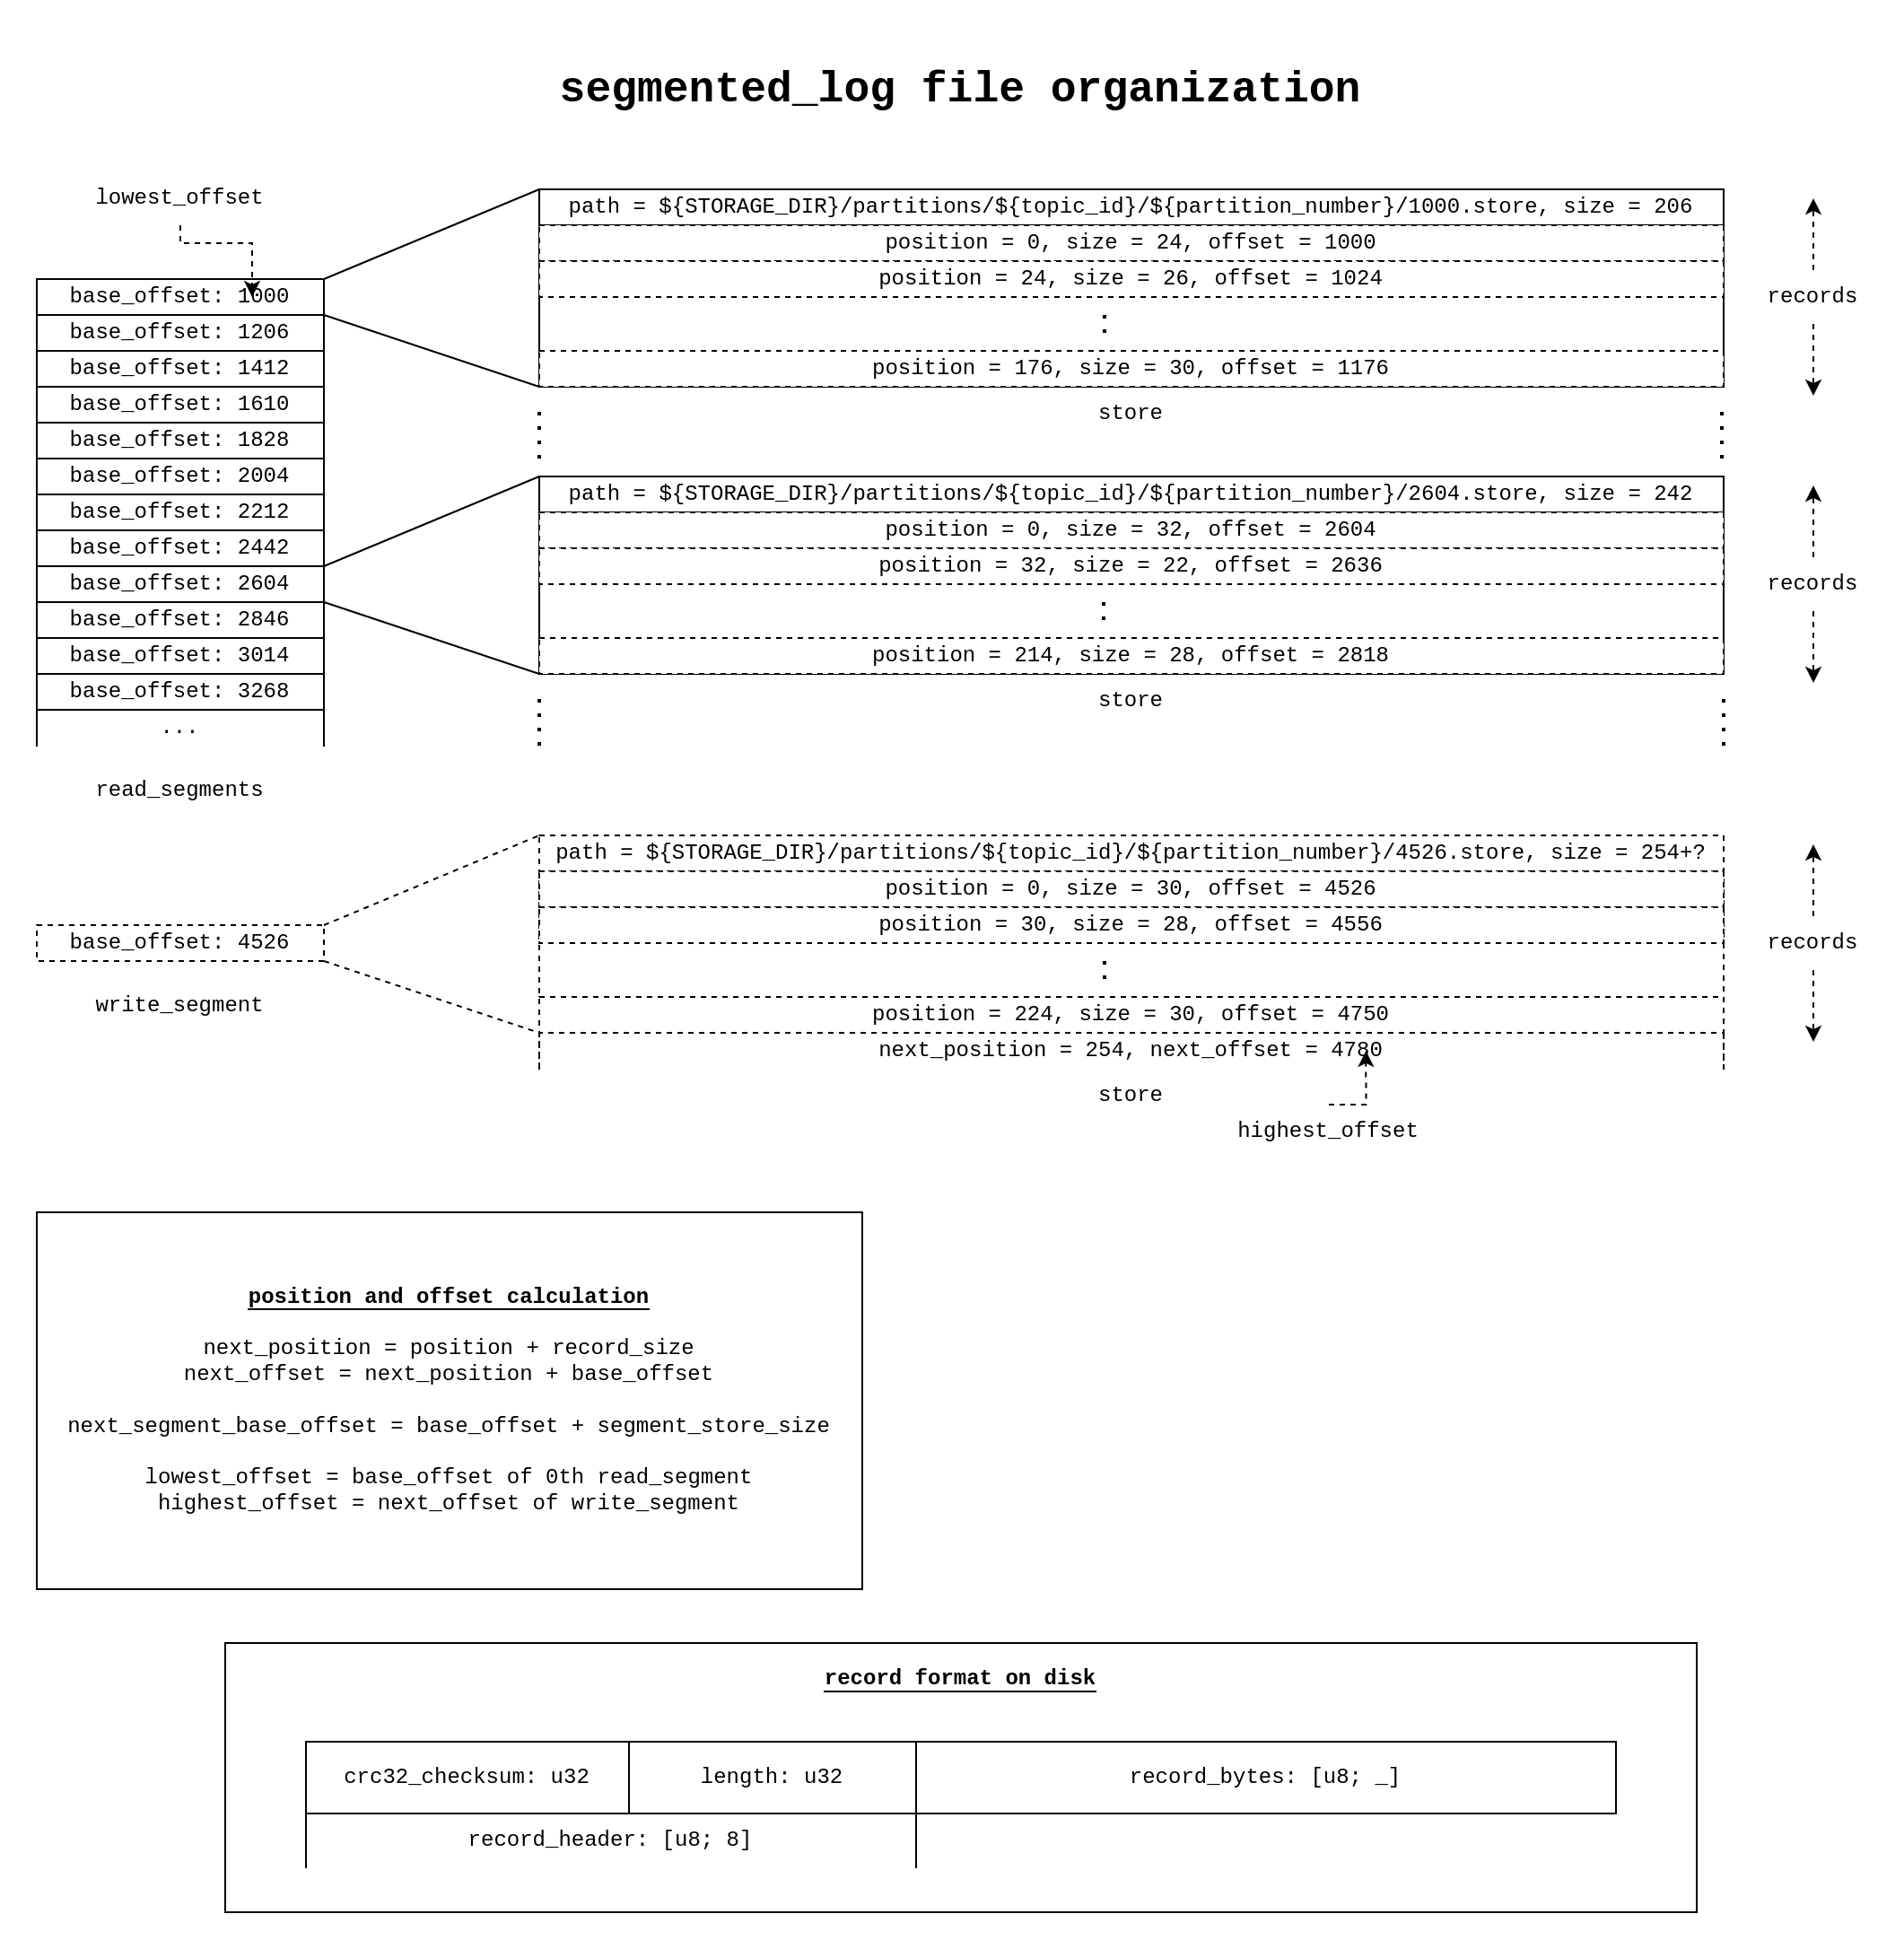 segmented_log file organization
lowest_offset
base_offset: 1000
base_offset: 1206
base_offset: 1412
base_offset: 1610
base_offset: 1828
base_offset: 2004
base_offset: 2212
base_offset: 2442
base_offset: 2604
base_offset: 2846
base_offset: 3014
base_offset: 3268
...
read_segments
path = ${STORAGE_DIR}/partitions/${topic_id}/${partition_number}/1000.store, size = 206
position = 0, size = 24, offset = 1000
position = 24, size = 26, offset = 1024
:
position = 176, size = 30, offset = 1176
store
records
path = ${STORAGE_DIR}/partitions/${topic_id}/${partition_number}/2604.store, size = 242
position = 0, size = 32, offset = 2604
position = 32, size = 22, offset = 2636
:
position = 214, size = 28, offset = 2818
store
records
base_offset: 4526
write_segment
path = ${STORAGE_DIR}/partitions/${topic_id}/${partition_number}/4526.store, size = 254+?
position = 0, size = 30, offset = 4526
position = 30, size = 28, offset = 4556
:
position = 224, size = 30, offset = 4750
next_position = 254, next_offset = 4780
store
highest_offset
records
position and offset calculation
next_position = position + record_size
next_offset = next_position + base_offset
next_segment_base_offset = base_offset + segment_store_size
lowest_offset = base_offset of 0th read_segment
highest_offset = next_offset of write_segment
record format on disk
crc32_checksum: u32
length: u32
record_bytes: [u8; _]
record_header: [u8; 8]